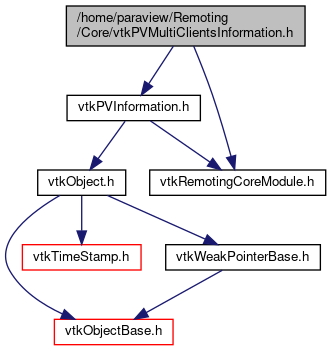 /home/paraview/Remoting
/Core/vtkPVMultiClientsInformation.h
vtkPVInformation.h
vtkObject.h
vtkRemotingCoreModule.h
vtkTimeStamp.h
vtkWeakPointerBase.h
vtkObjectBase.h